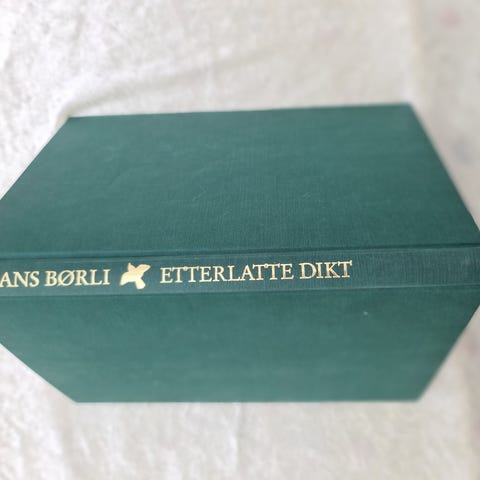 ANS BØRLI ETTERLATTE DIKT